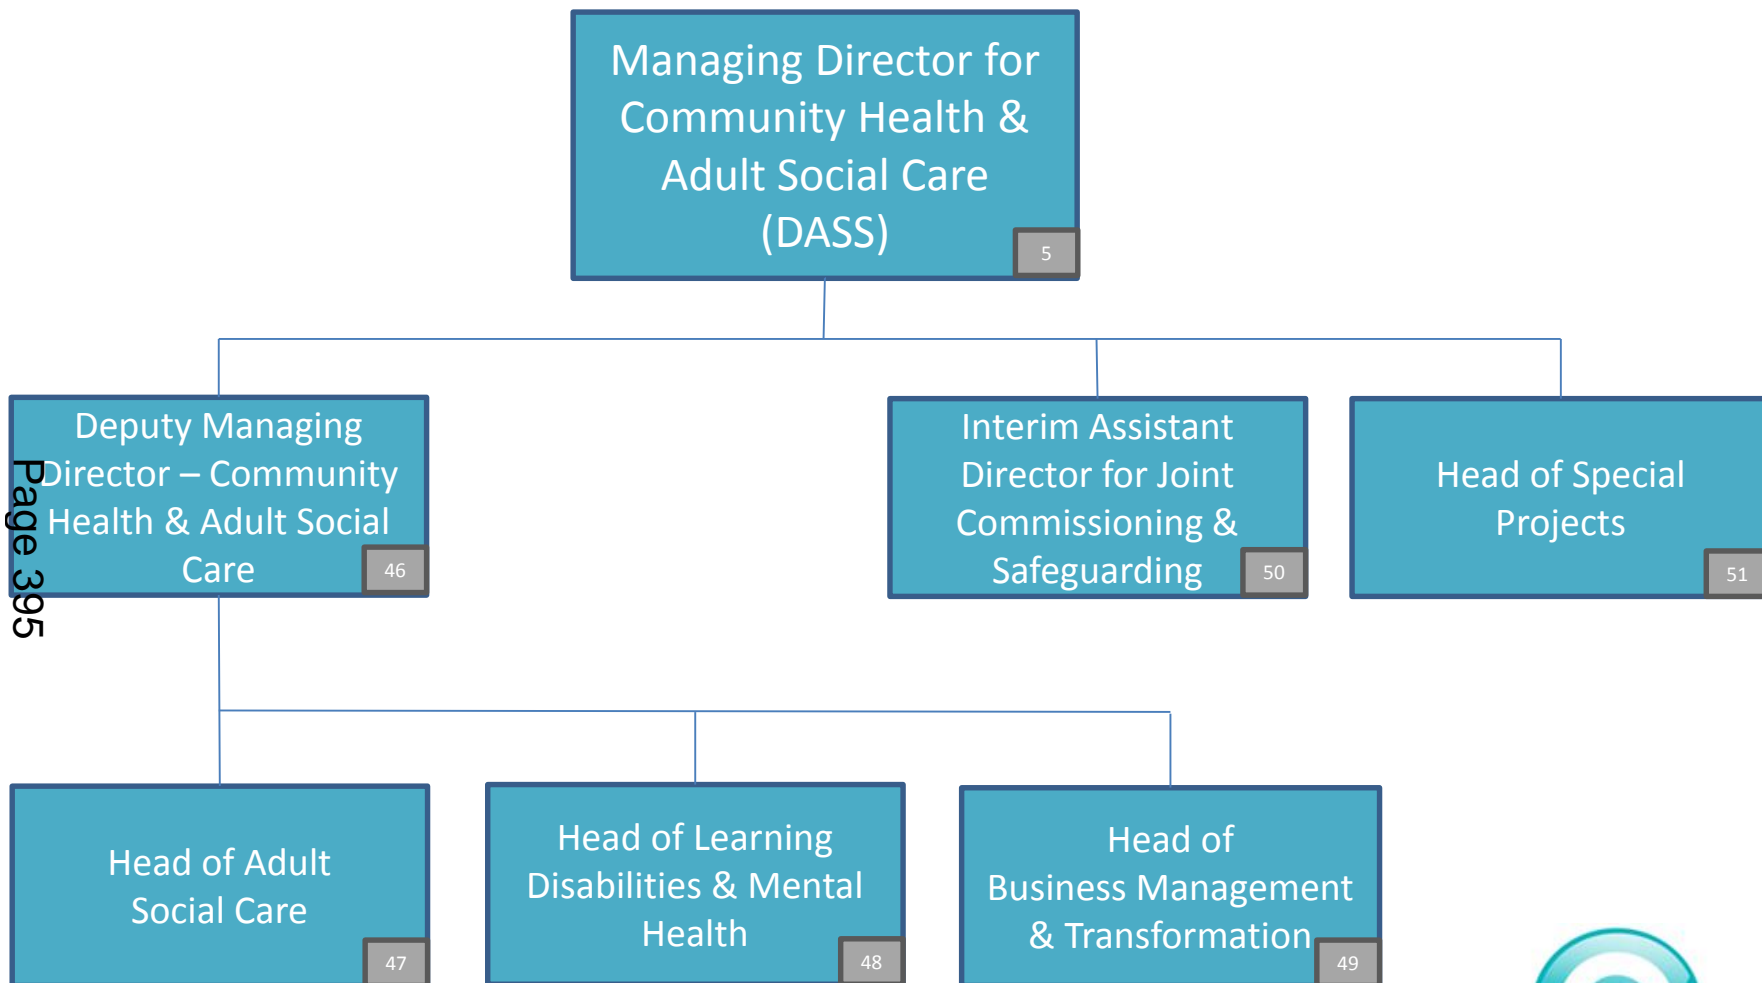 Managing Director for
Community Health &
Adult Social Care
(DASS)
5
Deputy Managing
Director – Community
Health & Adult Social
Care
46
Interim Assistant
Director for Joint
Commissioning &
Safeguarding
50
Head of Special
Projects
51
Page 395
Head of Adult
Social Care
47
Head of Learning
Disabilities & Mental
Health
48
Head of
Business Management
& Transformation
49